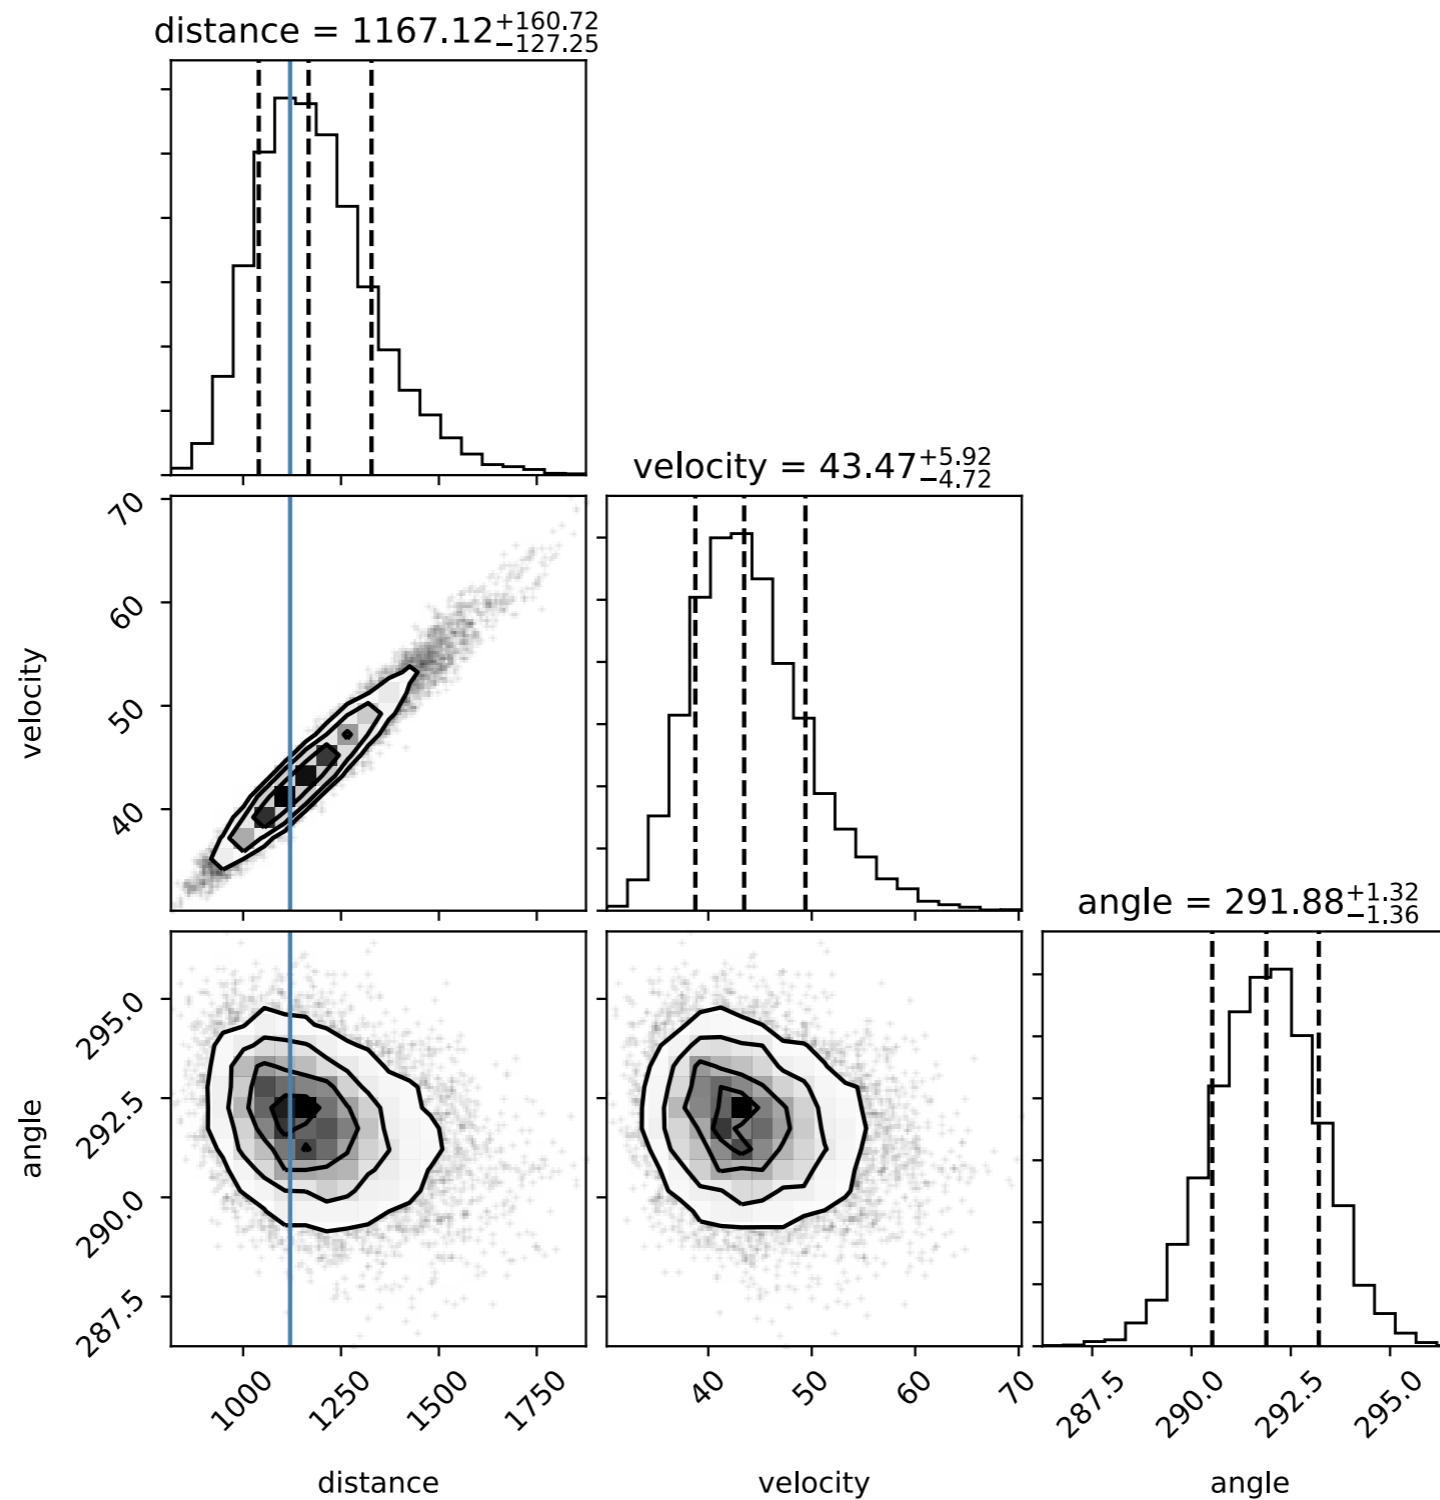 distance = 1167.12+160.72 −127.25
velocity = 43.47+5.92 −4.72
70
60
50
40
velocity
angle = 291.88+1.32 −1.36
295.0
292.5
290.0
287.5
angle
1000 1250 1500 1750
40 50 60 70
287.5 290.0 292.5 295.0
distance velocity angle